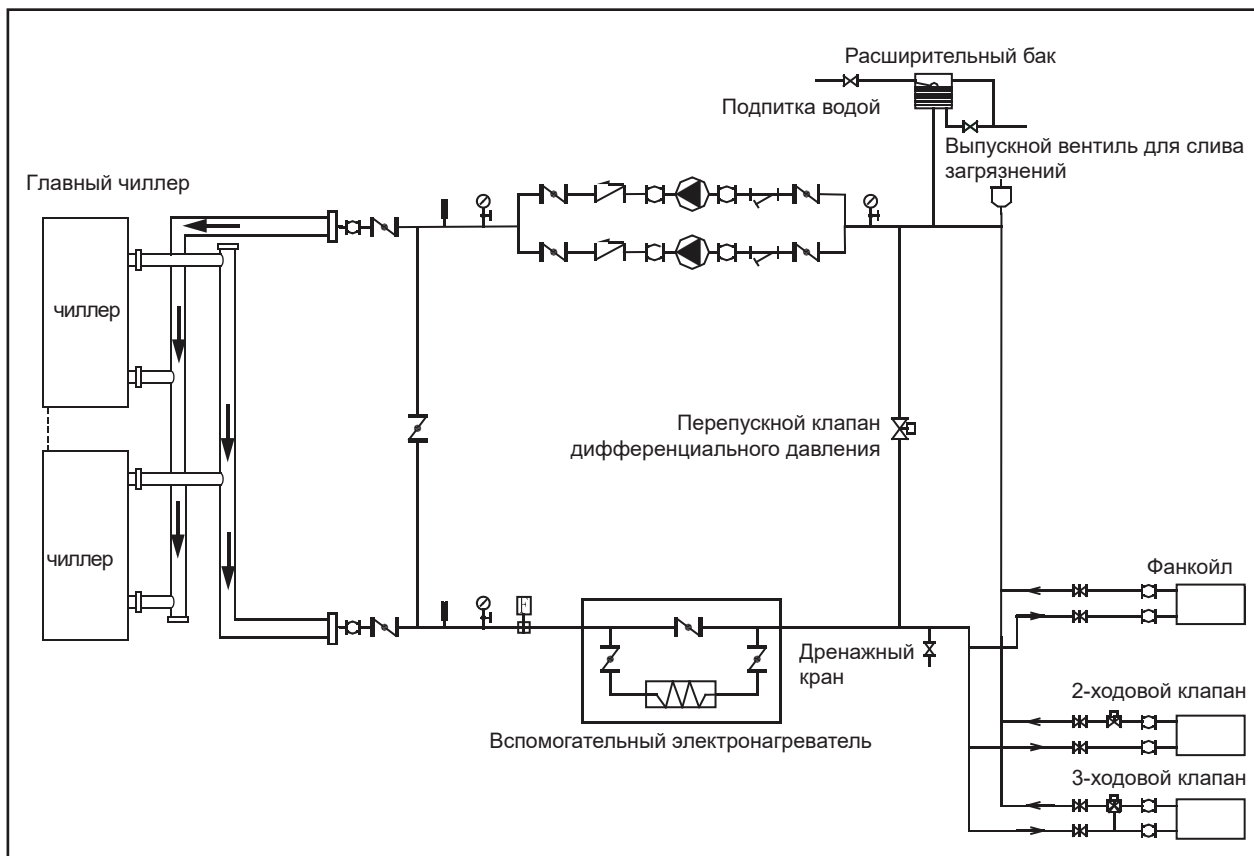 Расширительный бак
Подпитка водой
Выпускной вентиль для слива
загрязнений
Главный чиллер
чиллер
Перепускной клапан
дифференциального давления
чиллер
F
Фанкойл
Дренажный
кран
2-ходовой клапан
Вспомогательный электронагреватель
3-ходовой клапан